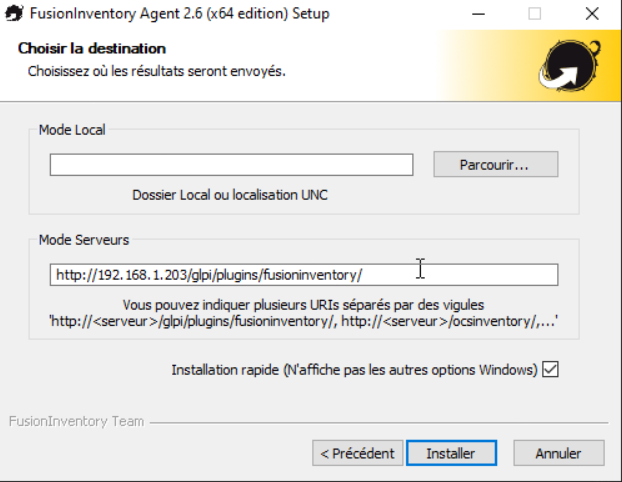 FusionInventory Agent 2.6 (x64 edition) Setup
Choisir la destination
Choisissez où les résultats seront envoyés.
Mode Local
Parcourir...
Dossier Local ou localisation UNC
Mode Serveurs
http://192.168.1.203/glpi/plugins/fusioninventory/
Vous pouvez indiquer plusieurs URIs séparés par des vigules
'http://<serveur>/glpi/plugins/fusioninventory/, http://<serveur>/ocsinventory/,...'
Installation rapide (N'affiche pas les autres options Windows)
FusionInventory Team
< Précédent Installer Annuler